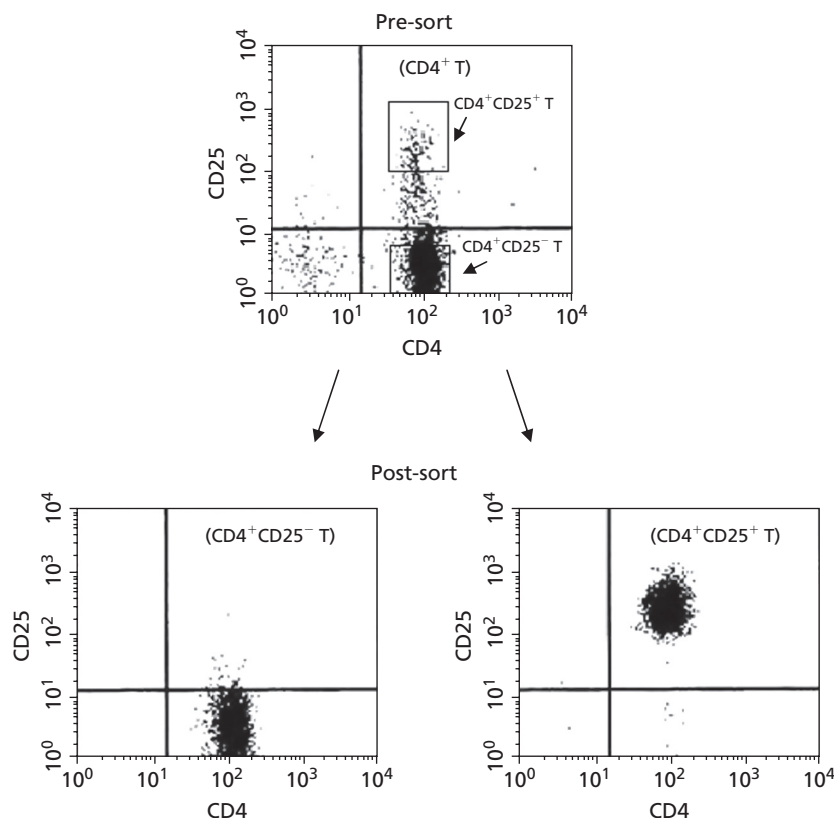 Pre-sort
10⁴
10³
10²
10¹
10⁰
CD25
(CD4⁺ T)
CD4⁺CD25⁺ T
CD4⁺CD25⁻ T
10⁰ 10¹ 10² 10³ 10⁴
CD4
Post-sort
10⁴
10³
10²
10¹
10⁰
CD25
(CD4⁺CD25⁻ T)
10⁰ 10¹ 10² 10³ 10⁴
CD4
10⁴
10³
10²
10¹
10⁰
CD25
(CD4⁺CD25⁺ T)
10⁰ 10¹ 10² 10³ 10⁴
CD4